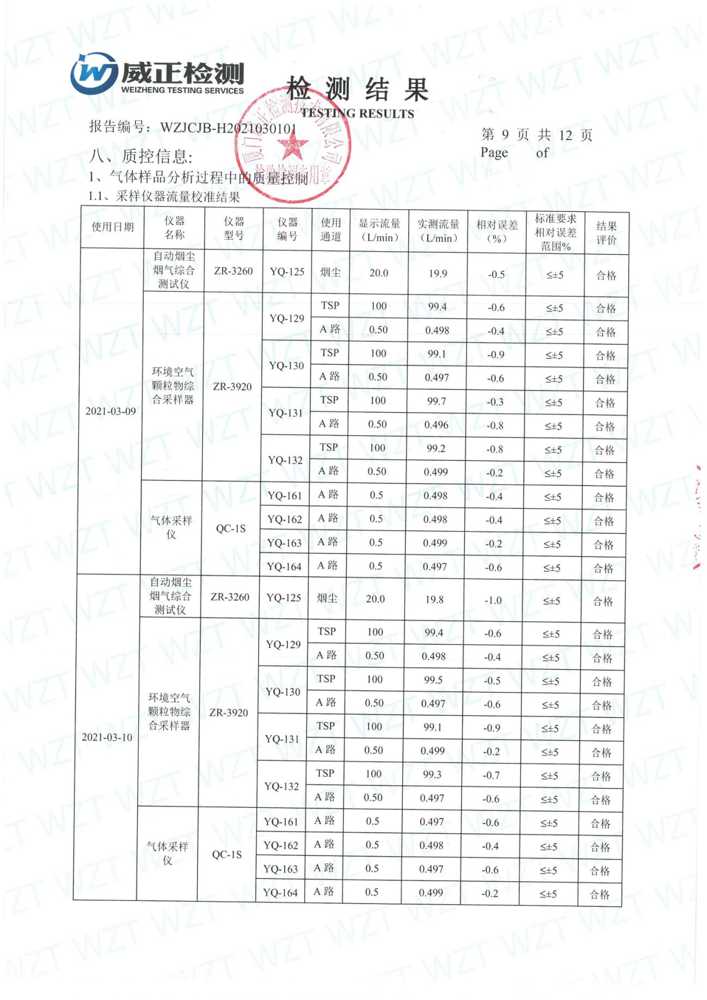 威正检测
WEIZHENG TESTING SERVICES
检测结果
TESTING RESULTS
报告编号：WZJCJB-H2021030101
第 9 页 共 12 页
Page of
厦门威正检测技术有限公司
检验检测专用章
八、质控信息:
1、气体样品分析过程中的质量控制
1.1、采样仪器流量校准结果
使用日期 仪器名称 仪器型号 仪器编号 使用通道 显示流量（L/min） 实测流量（L/min） 相对误差（%） 标准要求相对误差范围% 结果评价
2021-03-09 自动烟尘烟气综合测试仪 ZR-3260 YQ-125 烟尘 20.0 19.9 -0.5 ≤±5 合格
环境空气颗粒物综合采样器 ZR-3920 YQ-129 TSP 100 99.4 -0.6 ≤±5 合格
A 路 0.50 0.498 -0.4 ≤±5 合格
YQ-130 TSP 100 99.1 -0.9 ≤±5 合格
A 路 0.50 0.497 -0.6 ≤±5 合格
YQ-131 TSP 100 99.7 -0.3 ≤±5 合格
A 路 0.50 0.496 -0.8 ≤±5 合格
YQ-132 TSP 100 99.2 -0.8 ≤±5 合格
A 路 0.50 0.499 -0.2 ≤±5 合格
气体采样仪 QC-1S YQ-161 A 路 0.5 0.498 -0.4 ≤±5 合格
YQ-162 A 路 0.5 0.498 -0.4 ≤±5 合格
YQ-163 A 路 0.5 0.499 -0.2 ≤±5 合格
YQ-164 A 路 0.5 0.497 -0.6 ≤±5 合格
2021-03-10 自动烟尘烟气综合测试仪 ZR-3260 YQ-125 烟尘 20.0 19.8 -1.0 ≤±5 合格
环境空气颗粒物综合采样器 ZR-3920 YQ-129 TSP 100 99.4 -0.6 ≤±5 合格
A 路 0.50 0.498 -0.4 ≤±5 合格
YQ-130 TSP 100 99.5 -0.5 ≤±5 合格
A 路 0.50 0.497 -0.6 ≤±5 合格
YQ-131 TSP 100 99.1 -0.9 ≤±5 合格
A 路 0.50 0.499 -0.2 ≤±5 合格
YQ-132 TSP 100 99.3 -0.7 ≤±5 合格
A 路 0.50 0.497 -0.6 ≤±5 合格
气体采样仪 QC-1S YQ-161 A 路 0.5 0.497 -0.6 ≤±5 合格
YQ-162 A 路 0.5 0.498 -0.4 ≤±5 合格
YQ-163 A 路 0.5 0.497 -0.6 ≤±5 合格
YQ-164 A 路 0.5 0.499 -0.2 ≤±5 合格